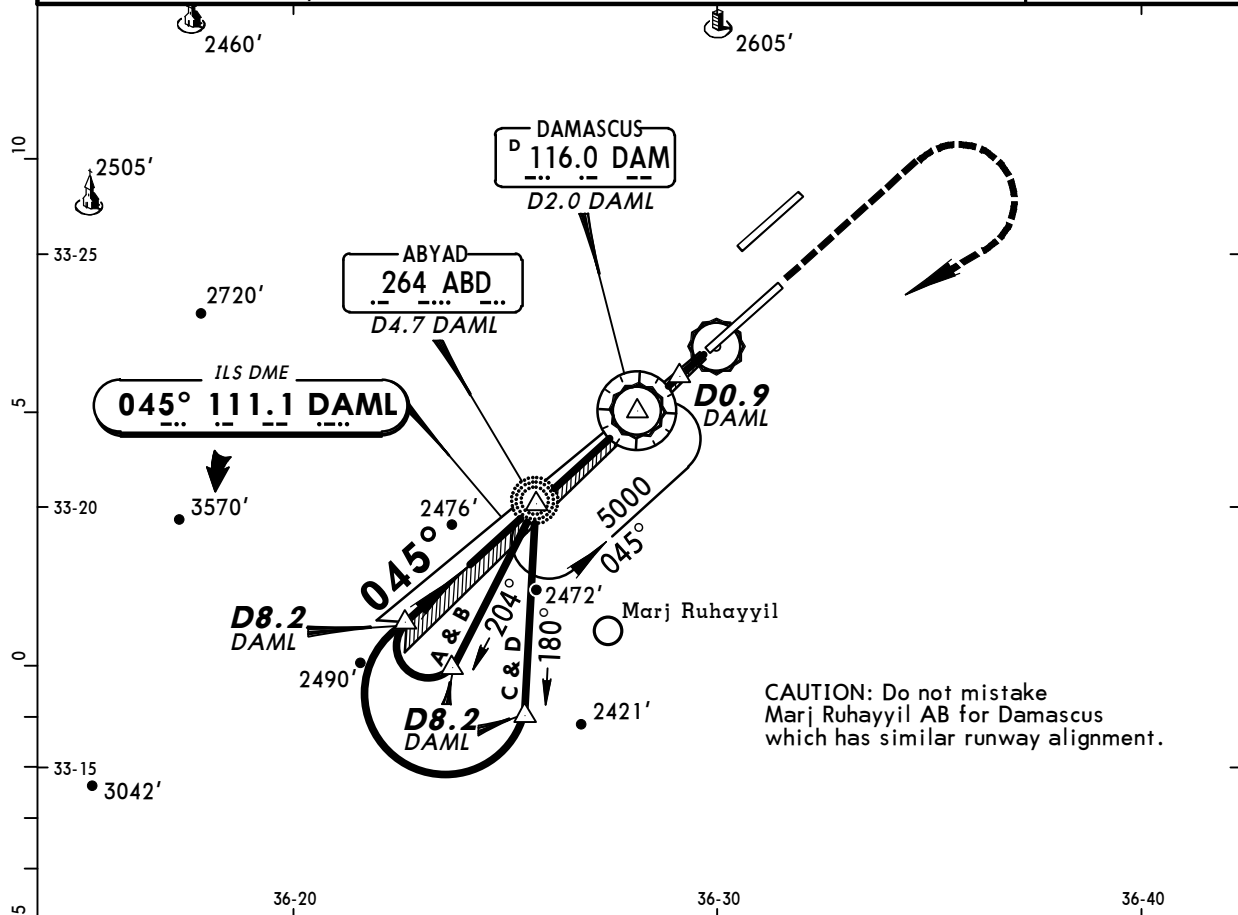 2460'
2605'
DAMASCUS
D 116.0 DAM
D2.0 DAML
10
2505'
33-25
ABYAD
264 ABD
D4.7 DAML
2720'
ILS DME
045° 111.1 DAML
D0.9
DAML
5
3570'
33-20
2476'
5000
045°
045°
2472'
Marj Ruhayyil
D8.2
DAML
A & B
204°
C & D
180°
0
2490'
D8.2
DAML
2421'
CAUTION: Do not mistake
Marj Ruhayyil AB for Damascus
which has similar runway alignment.
33-15
3042'
5
36-20
36-30
36-40